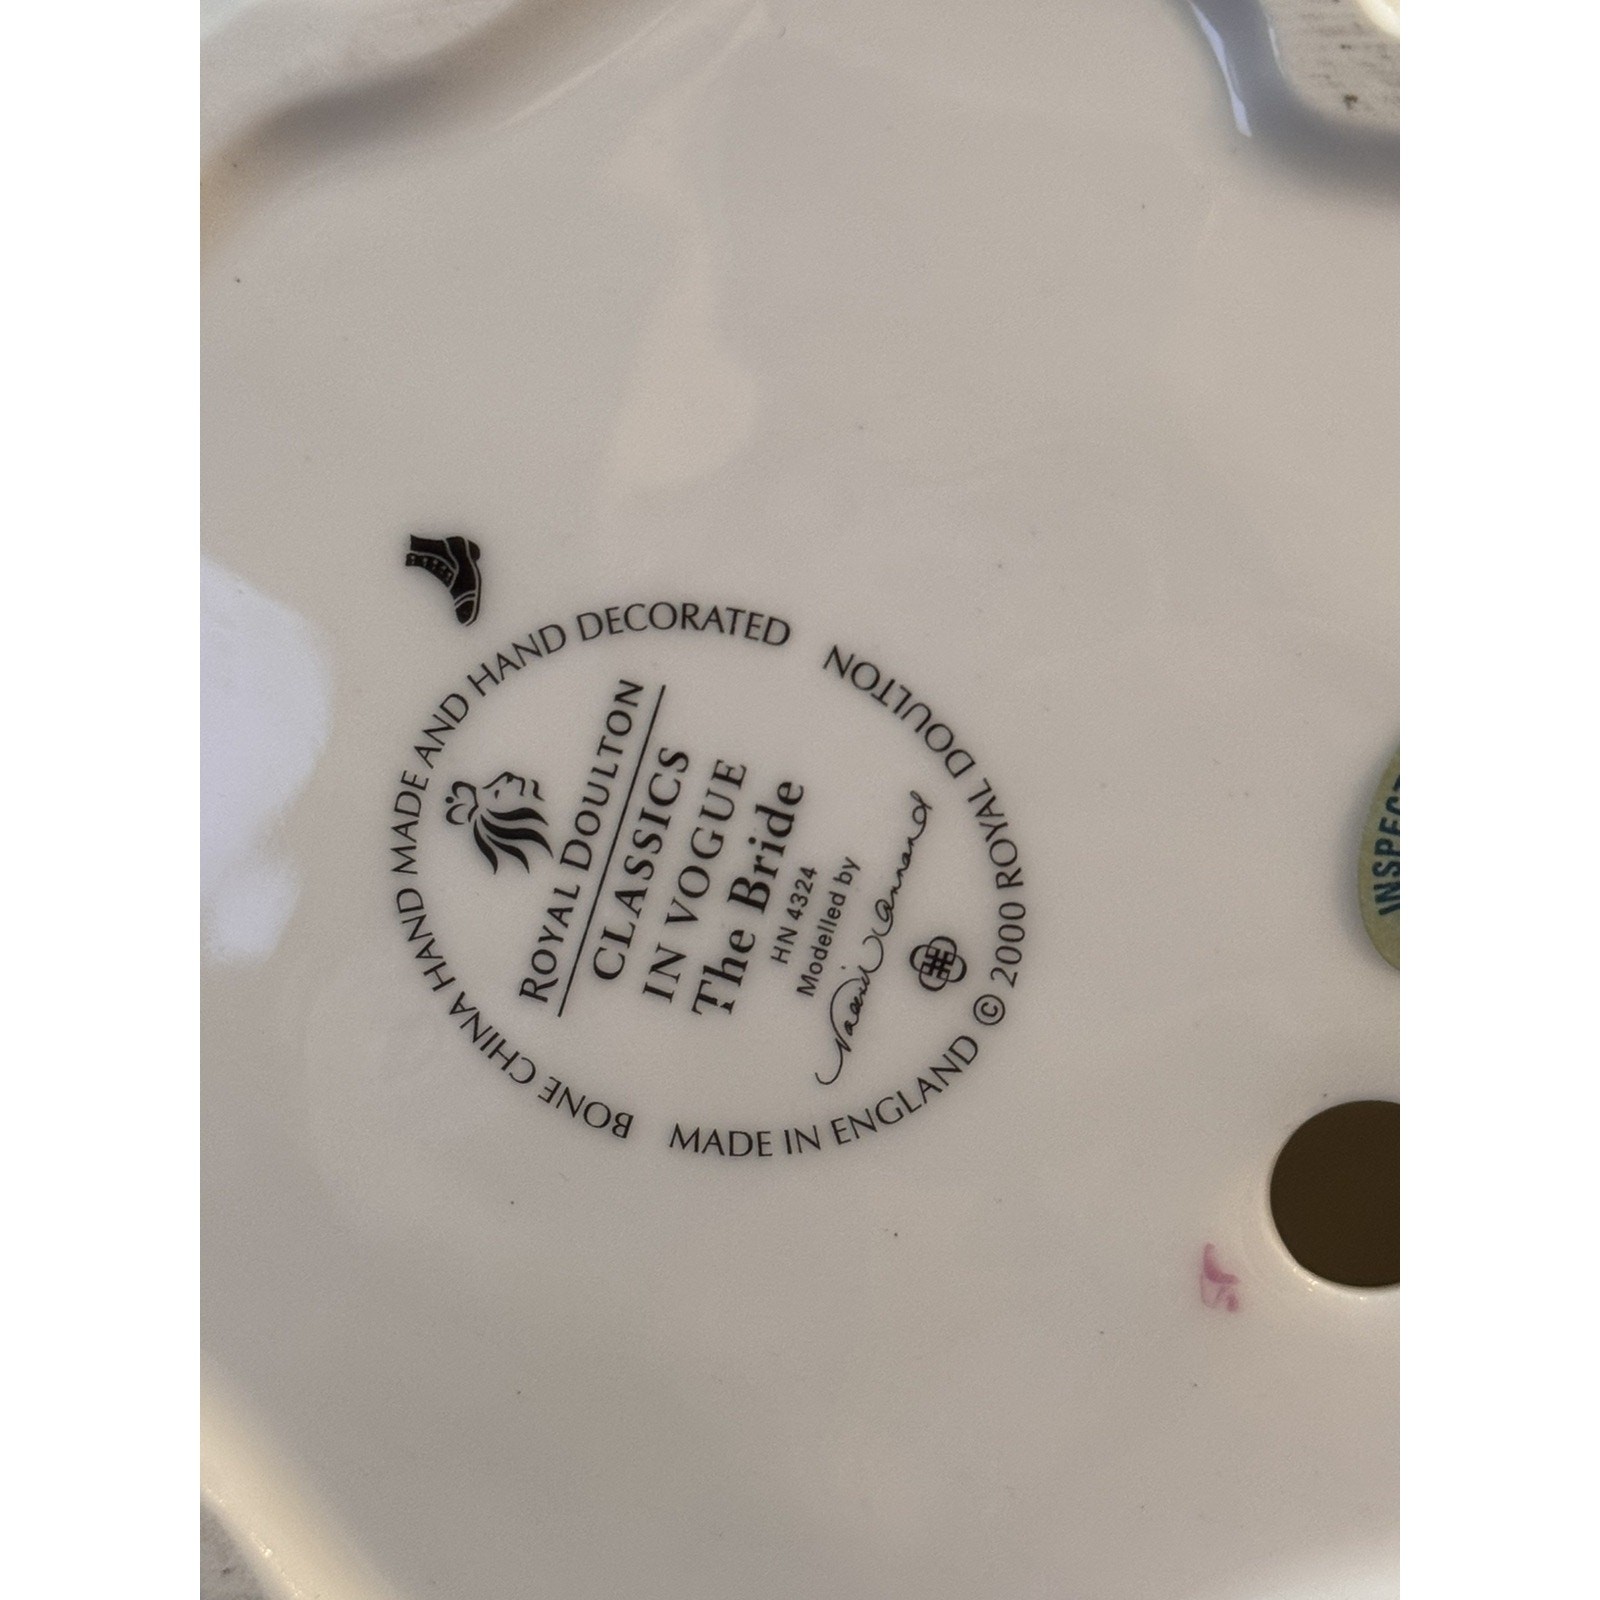 BONE CHINA HAND MADE AND HAND DECORATED
ROYAL DOULTON
CLASSICS
IN VOGUE
The Bride
HN 4324
Modelled by
MADE IN ENGLAND © 2000 ROYAL DOULTON